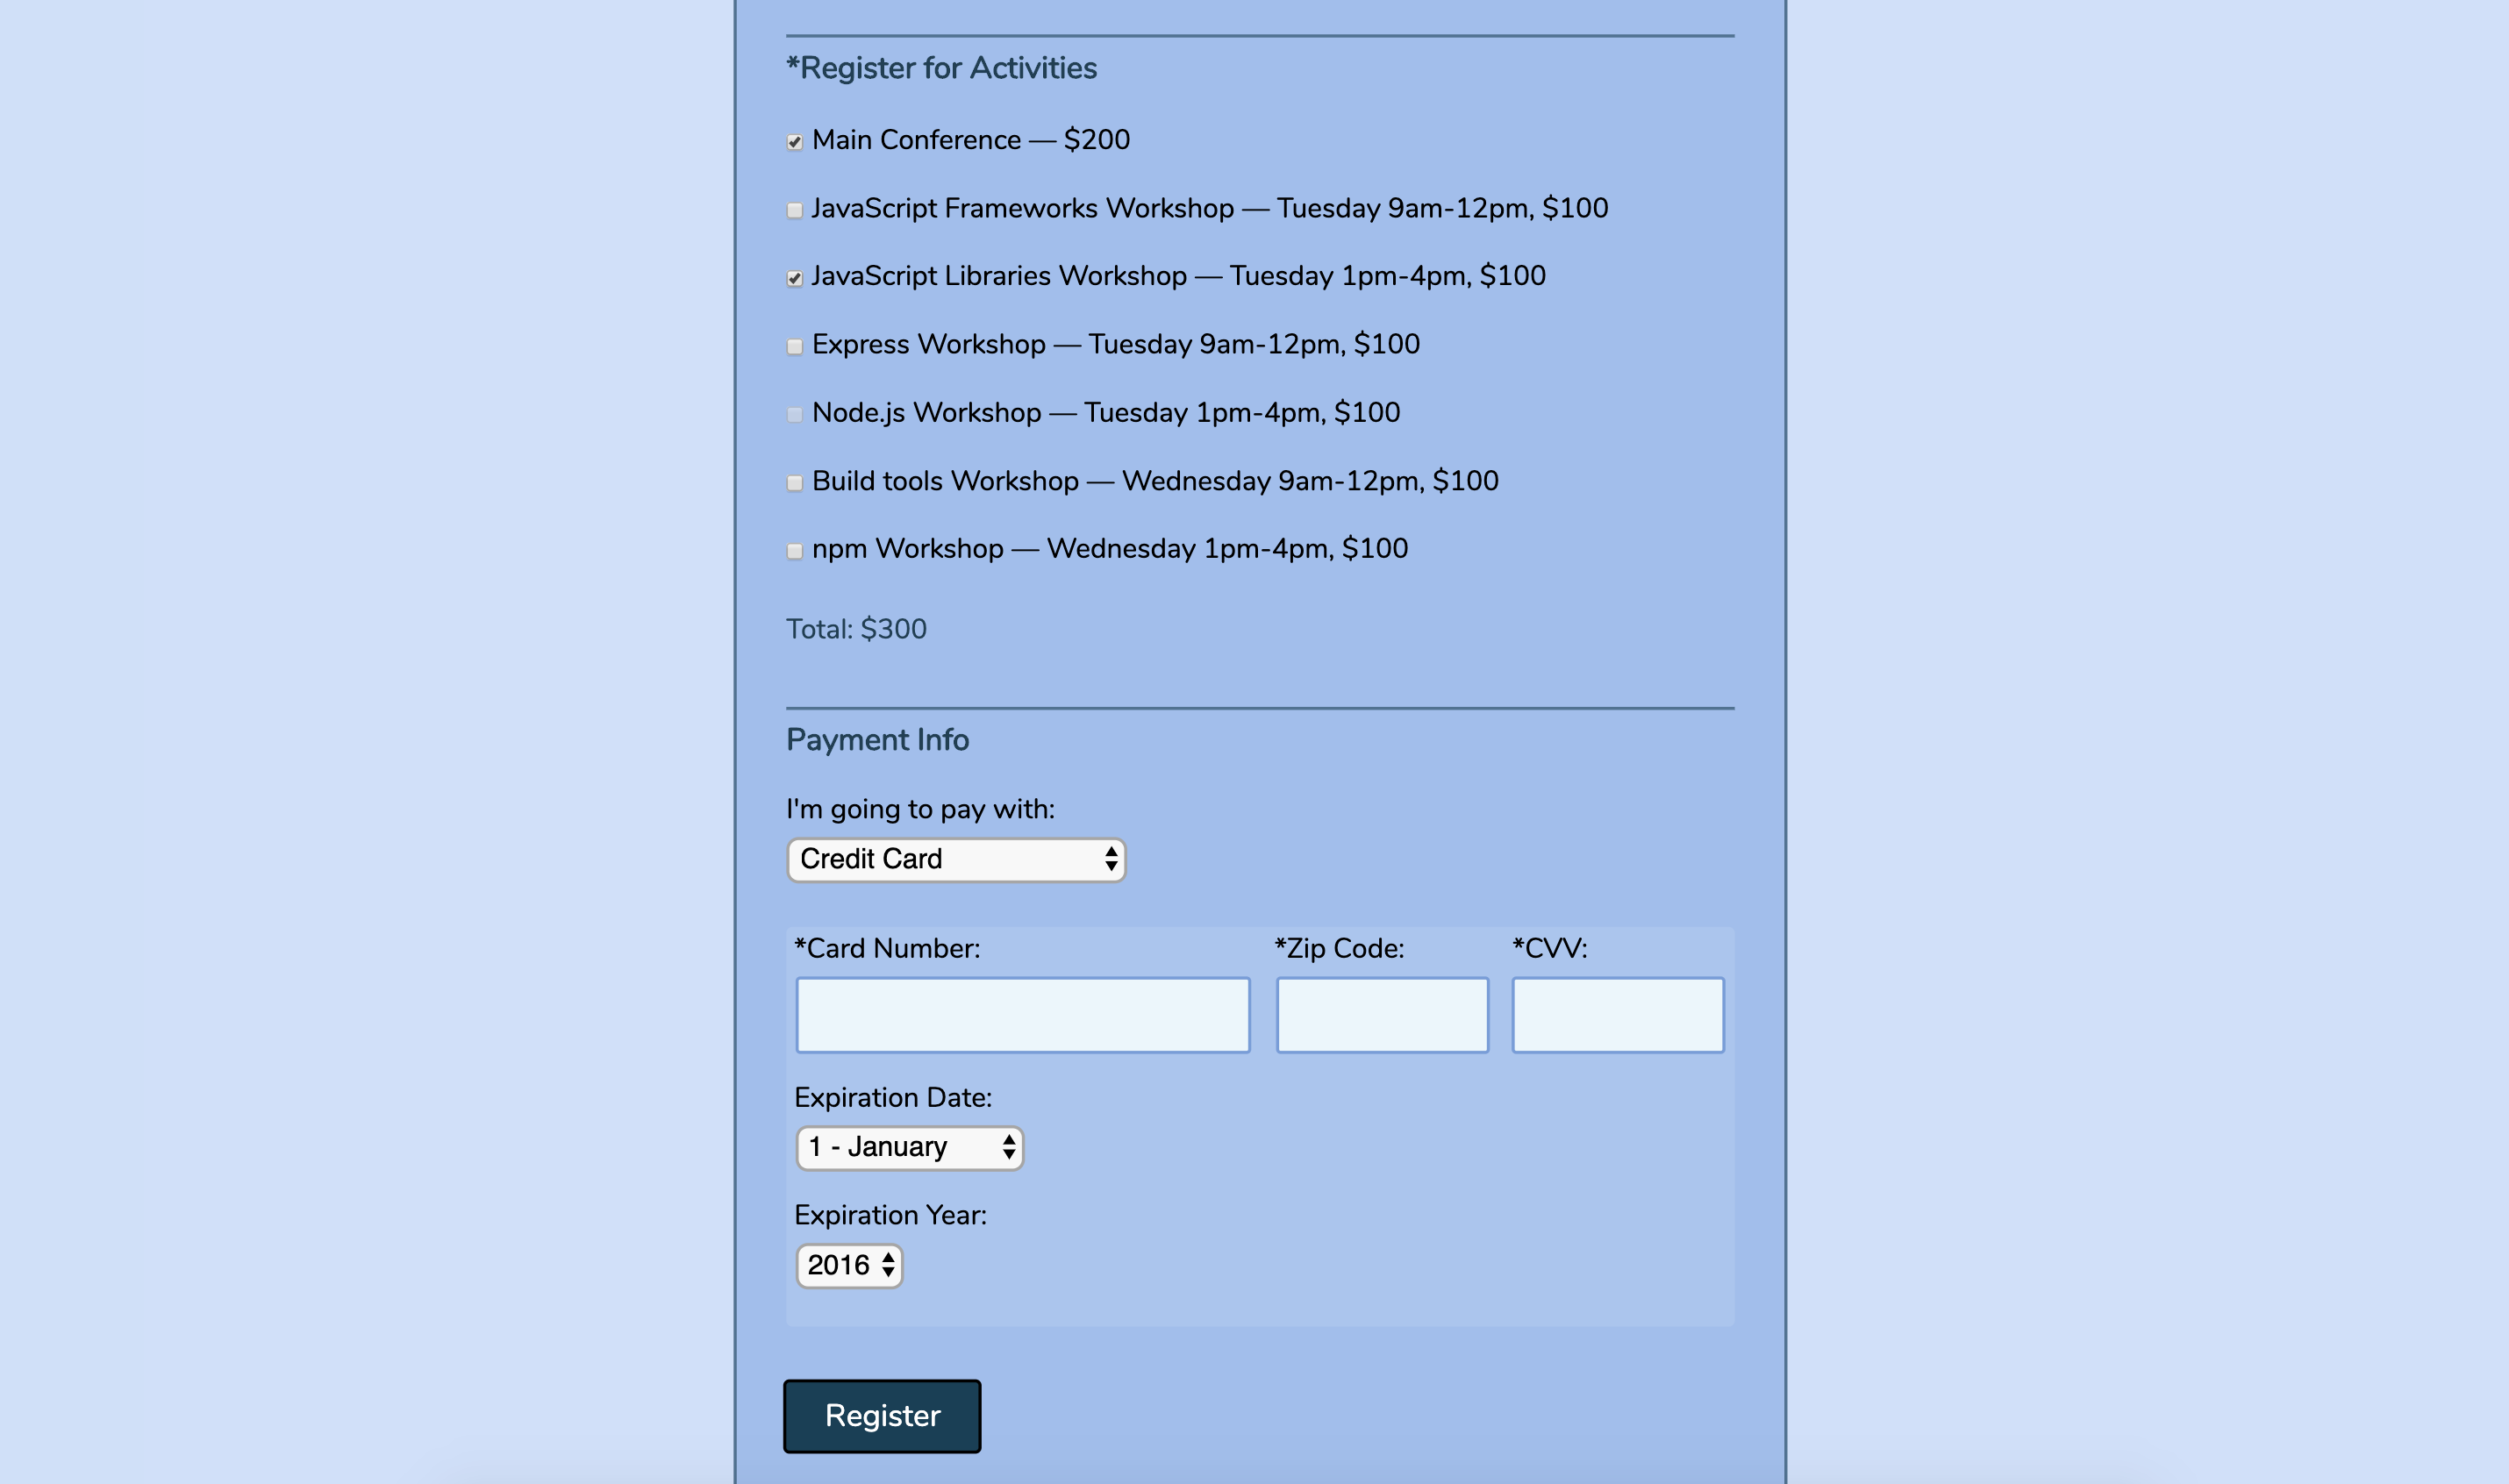 *Register for Activities
Main Conference — $200
JavaScript Frameworks Workshop — Tuesday 9am-12pm, $100
JavaScript Libraries Workshop — Tuesday 1pm-4pm, $100
Express Workshop — Tuesday 9am-12pm, $100
Node.js Workshop — Tuesday 1pm-4pm, $100
Build tools Workshop — Wednesday 9am-12pm, $100
npm Workshop — Wednesday 1pm-4pm, $100
Total: $300
Payment Info
I'm going to pay with:
Credit Card
*Card Number: *Zip Code: *CVV:
Expiration Date:
1 - January
Expiration Year:
2016
Register